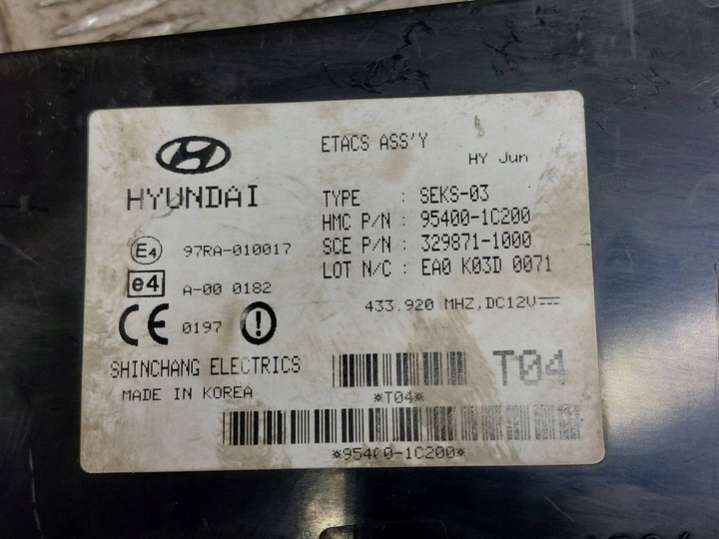 ETACS ASS'Y
HY Jun
HYUNDAI
TYPE : SEKS-03
HMC P/N : 95400-1C200
SCE P/N : 329871-1000
LOT N/C : EA0 K03D 0071
E4 97RA-010017
e4 A-00 0182
433.920 MHZ, DC12V
CE 0197
SHINCHANG ELECTRICS
MADE IN KOREA
T04
*T04*
*95400-1C200*